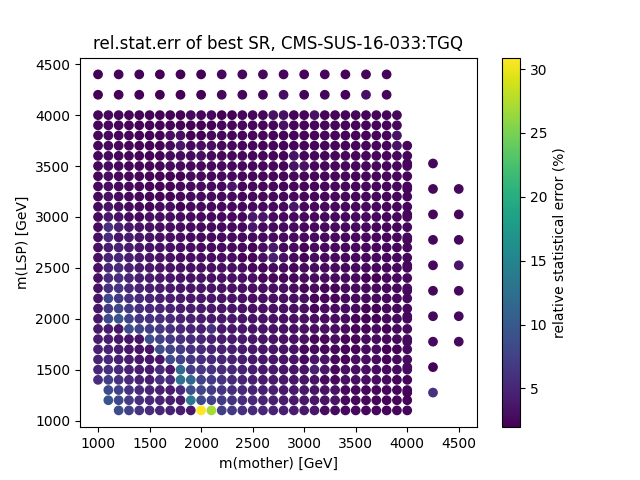 rel.stat.err of best SR, CMS-SUS-16-033:TGQ
4500
4000
3500
3000
2500
2000
1500
1000
m(LSP) [GeV]
1000 1500 2000 2500 3000 3500 4000 4500
m(mother) [GeV]
30
25
20
15
10
5
relative statistical error (%)